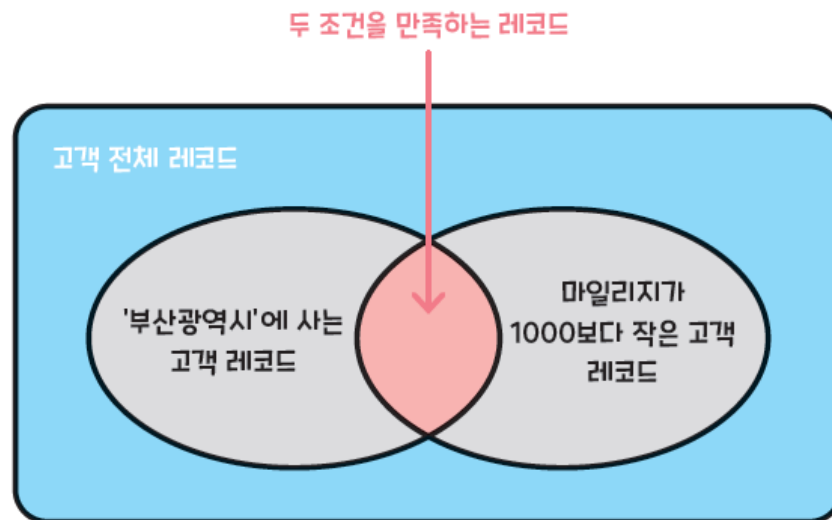 두 조건을 만족하는 레코드
고객 전체 레코드
'부산광역시'에 사는
고객 레코드
마일리지가
1000보다 작은 고객
레코드